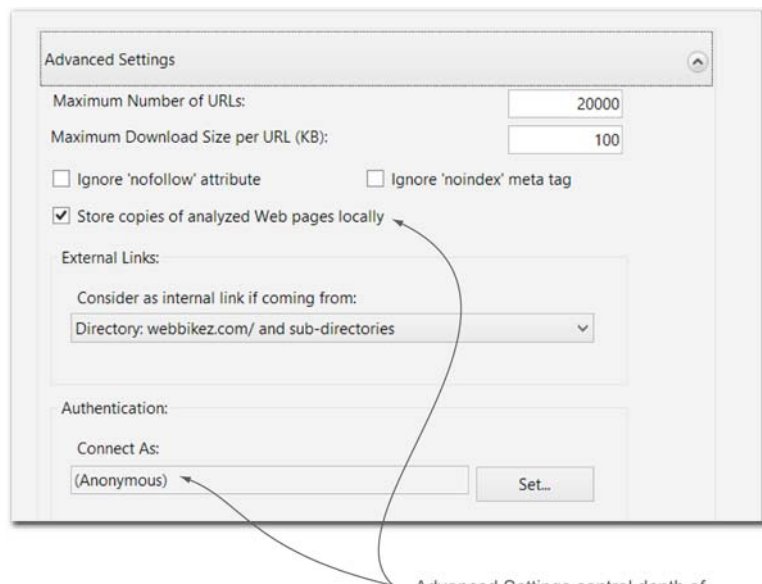 Advanced Settings
Maximum Number of URLs: 20000
Maximum Download Size per URL (KB): 100
Ignore 'nofollow' attribute Ignore 'noindex' meta tag
Store copies of analyzed Web pages locally
External Links:
Consider as internal link if coming from:
Directory: webbikez.com/ and sub-directories
Authentication:
Connect As:
(Anonymous) Set...
Advanced Settings control depth of